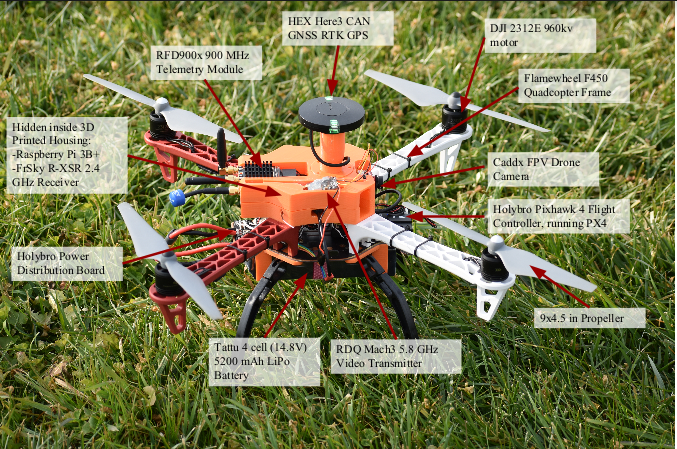 HEX Here3 CAN
GNSS RTK GPS
DJI 2312E 960kv
motor
RFD900x 900 MHz
Telemetry Module
Flamewheel F450
Quadcopter Frame
Hidden inside 3D
Printed Housing:
-Raspberry Pi 3B+
-FrSky R-XSR 2.4
GHz Receiver
Caddx FPV Drone
Camera
Holybro Pixhawk 4 Flight
Controller, running PX4
Holybro Power
Distribution Board
9x4.5 in Propeller
Tattu 4 cell (14.8V)
5200 mAh LiPo
Battery
RDQ Mach3 5.8 GHz
Video Transmitter